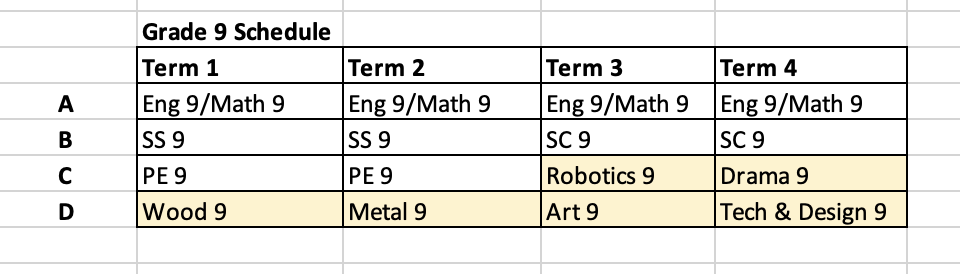 Grade 9 Schedule
Term 1 Term 2 Term 3 Term 4
A Eng 9/Math 9 Eng 9/Math 9 Eng 9/Math 9 Eng 9/Math 9
B SS 9 SS 9 SC 9 SC 9
C PE 9 PE 9 Robotics 9 Drama 9
D Wood 9 Metal 9 Art 9 Tech & Design 9